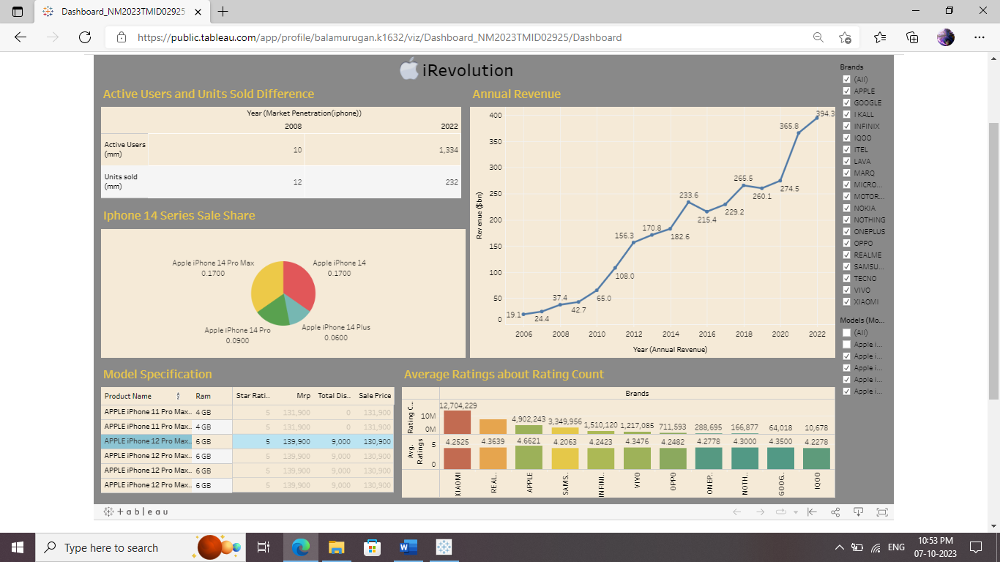 Dashboard_NM2023TMID02925
https://public.tableau.com/app/profile/balamurugan.k1632/viz/Dashboard_NM2023TMID02925/Dashboard
iRevolution
Active Users and Units Sold Difference
Year (Market Penetration(iphone))
2008 2022
Active Users
(mm)
10 1,334
Units sold
(mm)
12 232
Iphone 14 Series Sale Share
Apple iPhone 14 Pro Max
0.1700
Apple iPhone 14
0.1700
Apple iPhone 14 Pro
0.0900
Apple iPhone 14 Plus
0.0600
Annual Revenue
Revenue ($bn)
400
350
300
250
200
150
100
50
0
19.1
24.4
37.4
42.7
65.0
108.0
156.3
170.8
182.6
233.6
215.4
229.2
265.5
260.1
274.5
365.8
394.3
2006 2008 2010 2012 2014 2016 2018 2020 2022
Year (Annual Revenue)
Model Specification
Product Name Ram Star Rati.. Mrp Total Dis.. Sale Price
APPLE iPhone 11 Pro Max.. 4 GB 5 131,900 0 131,900
APPLE iPhone 11 Pro Max.. 4 GB 5 131,900 0 131,900
APPLE iPhone 12 Pro Max.. 6 GB 5 139,900 9,000 130,900
APPLE iPhone 12 Pro Max.. 6 GB 5 139,900 9,000 130,900
APPLE iPhone 12 Pro Max.. 6 GB 5 139,900 9,000 130,900
APPLE iPhone 12 Pro Max.. 6 GB 5 139,900 9,000 130,900
Average Ratings about Rating Count
Brands
Rating C..
10M
0M
12,704,229 4,902,243 3,349,956 1,510,120 1,217,085 711,593 288,695 166,877 64,018 10,678
Avg.
Ratings
5
0
4.2525 4.3639 4.6621 4.2063 4.2423 4.3476 4.2482 4.2778 4.3000 4.3500 4.2278
XIAOMI REAL.. APPLE SAMS.. INFINI.. VIVO OPPO ONEP.. NOTH.. GOOG.. IQOO
Brands
(All)
APPLE
GOOGLE
I KALL
INFINIX
IQOO
ITEL
LAVA
MARQ
MICRO...
MOTOR...
NOKIA
NOTHING
ONEPLUS
OPPO
REALME
SAMSU...
TECNO
VIVO
XIAOMI
Models (Mo...
(All)
Apple i...
Apple i...
Apple i...
Apple i...
Apple i...
+ a b | e a u
Type here to search
ENG
10:53 PM
07-10-2023